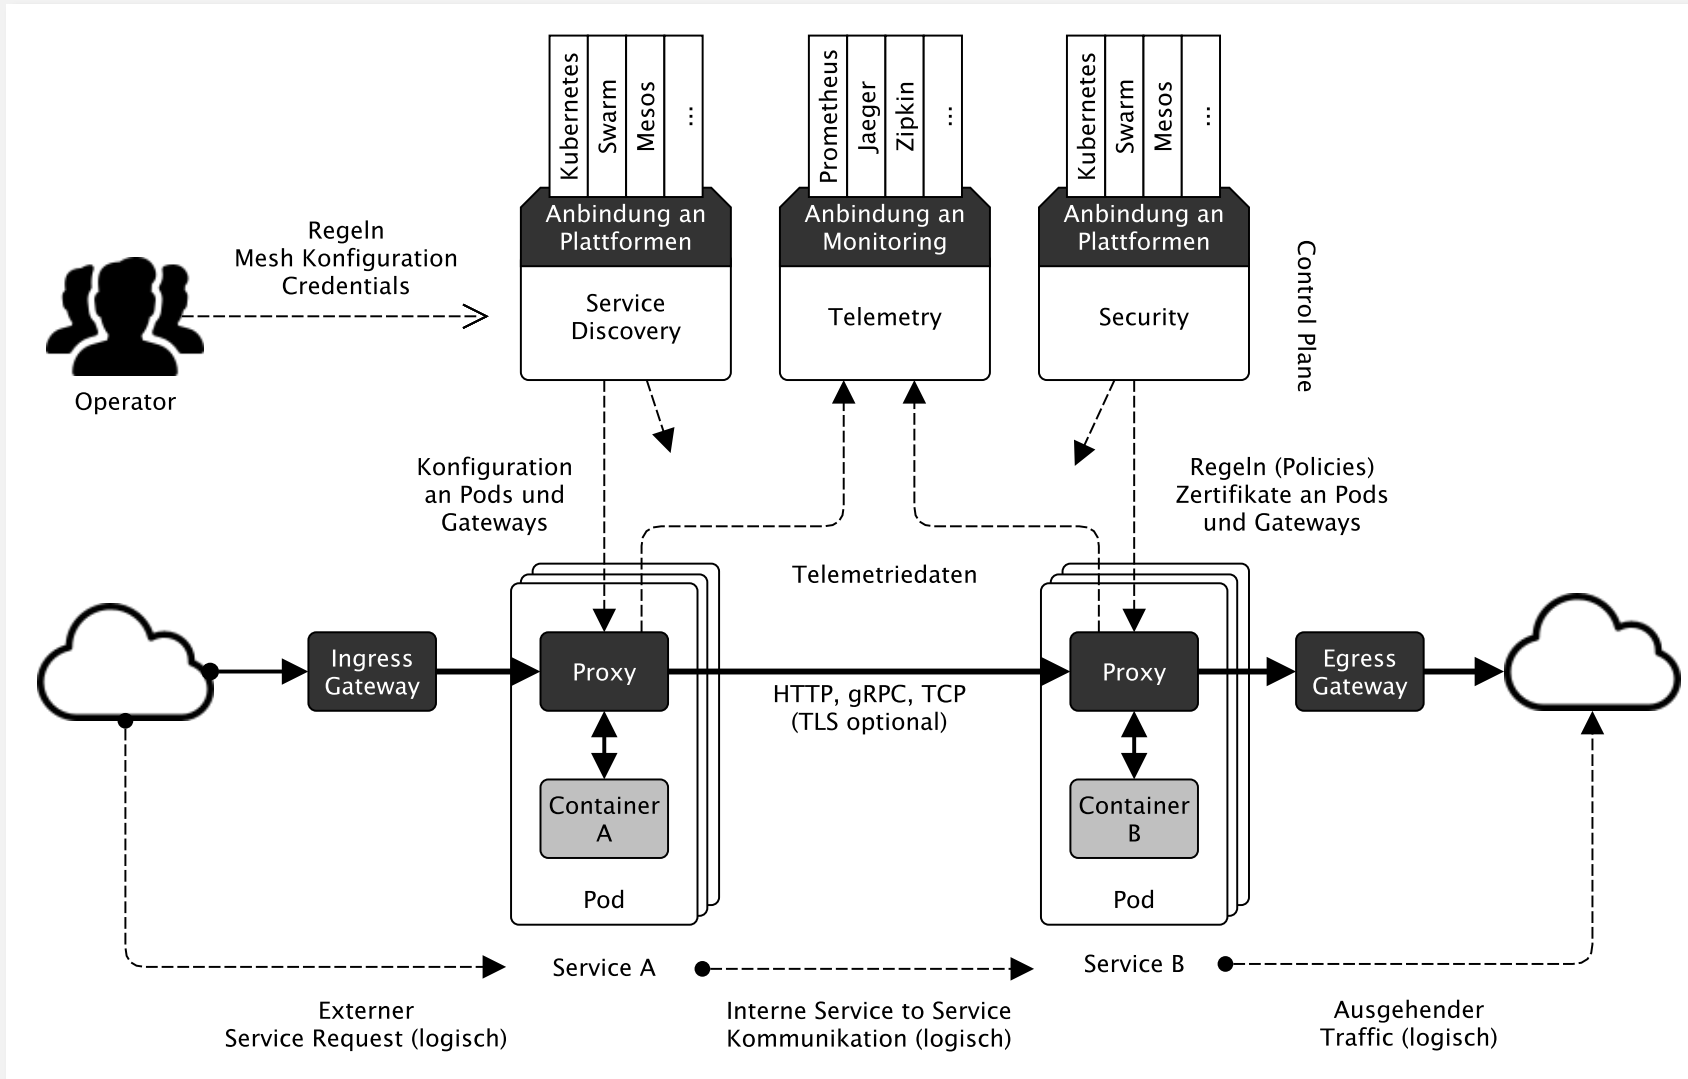 Kubernetes
Swarm
Mesos
...
Prometheus
Jaeger
Zipkin
...
Kubernetes
Swarm
Mesos
...
Anbindung an
Plattformen
Anbindung an
Monitoring
Anbindung an
Plattformen
Regeln
Mesh Konfiguration
Credentials
Operator
Service
Discovery
Telemetry
Security
Control Plane
Konfiguration
an Pods und
Gateways
Regeln (Policies)
Zertifikate an Pods
und Gateways
Telemetriedaten
Ingress
Gateway
Proxy
HTTP, gRPC, TCP
(TLS optional)
Proxy
Egress
Gateway
Container
A
Container
B
Pod
Pod
Service A
Service B
Externer
Service Request (logisch)
Interne Service to Service
Kommunikation (logisch)
Ausgehender
Traffic (logisch)